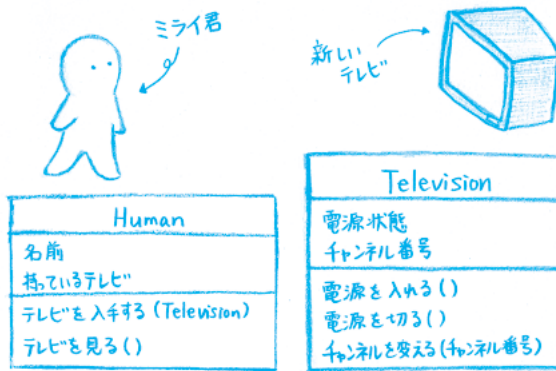 ミライ君
新しい
テレビ
Human
名前
持っているテレビ
テレビを入手する(Television)
テレビを見る()
Television
電源状態
チャンネル番号
電源を入れる()
電源を切る()
チャンネルを変える(チャンネル番号)